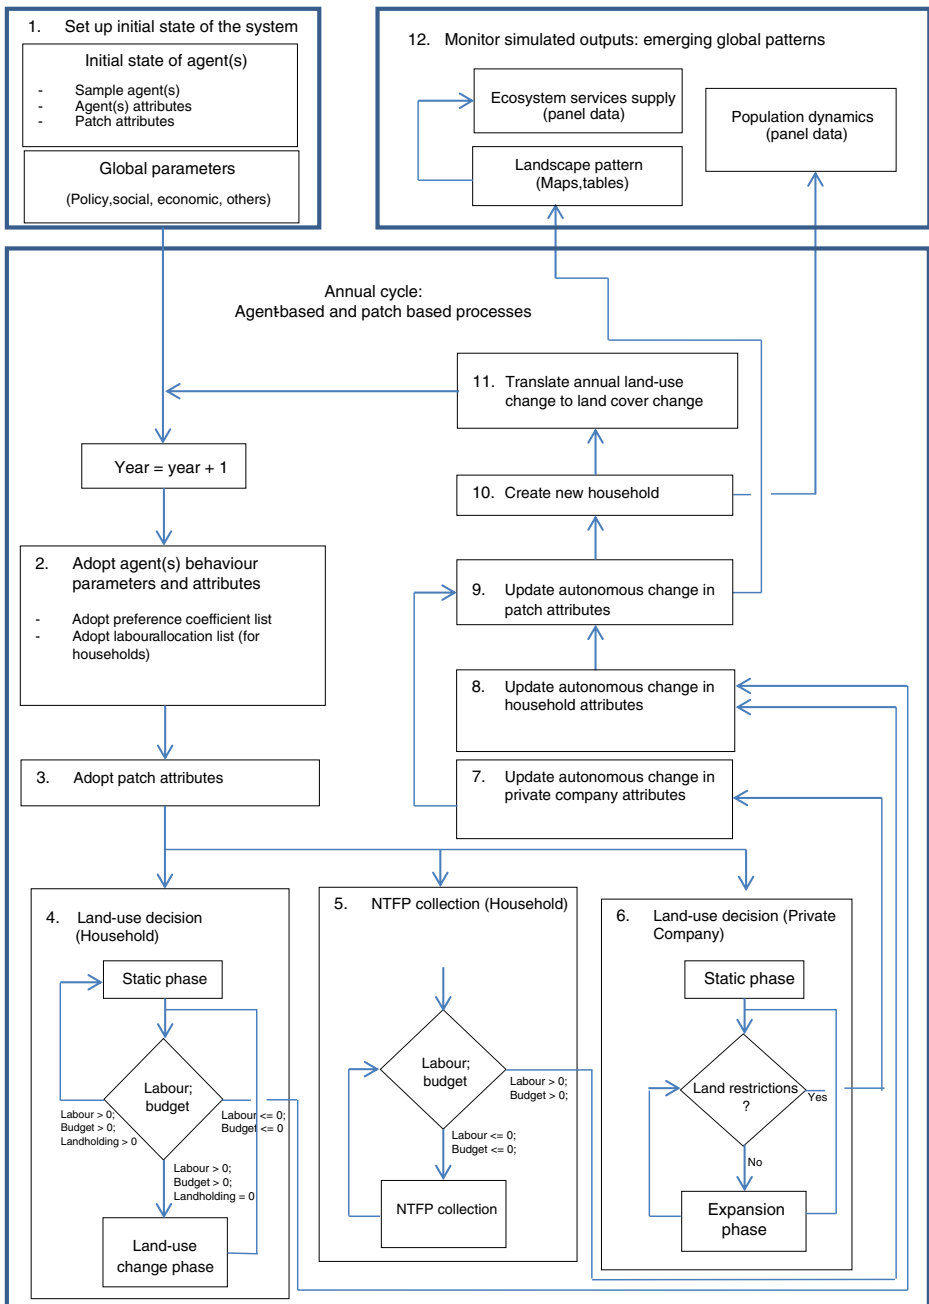 1. Set up initial state of the system
Initial state of agent(s)
- Sample agent(s)
- Agent(s) attributes
- Patch attributes
Global parameters
(Policy,social, economic, others)
12. Monitor simulated outputs: emerging global patterns
Ecosystem services supply
(panel data)
Landscape pattern
(Maps,tables)
Population dynamics
(panel data)
Annual cycle:
Agent-based and patch based processes
11. Translate annual land-use
change to land cover change
Year = year + 1
10. Create new household
2. Adopt agent(s) behaviour
parameters and attributes
- Adopt preference coefficient list
- Adopt labourallocation list (for
households)
9. Update autonomous change in
patch attributes
8. Update autonomous change in
household attributes
3. Adopt patch attributes
7. Update autonomous change in
private company attributes
4. Land-use decision
(Household)
Static phase
Labour;
budget
Labour > 0;
Budget > 0;
Landholding > 0
Labour <= 0;
Budget <= 0
Labour > 0;
Budget > 0;
Landholding = 0
Land-use
change phase
5. NTFP collection (Household)
Labour;
budget
Labour > 0;
Budget > 0;
Labour <= 0;
Budget <= 0;
NTFP collection
6. Land-use decision (Private
Company)
Static phase
Land restrictions
?
Yes
No
Expansion
phase